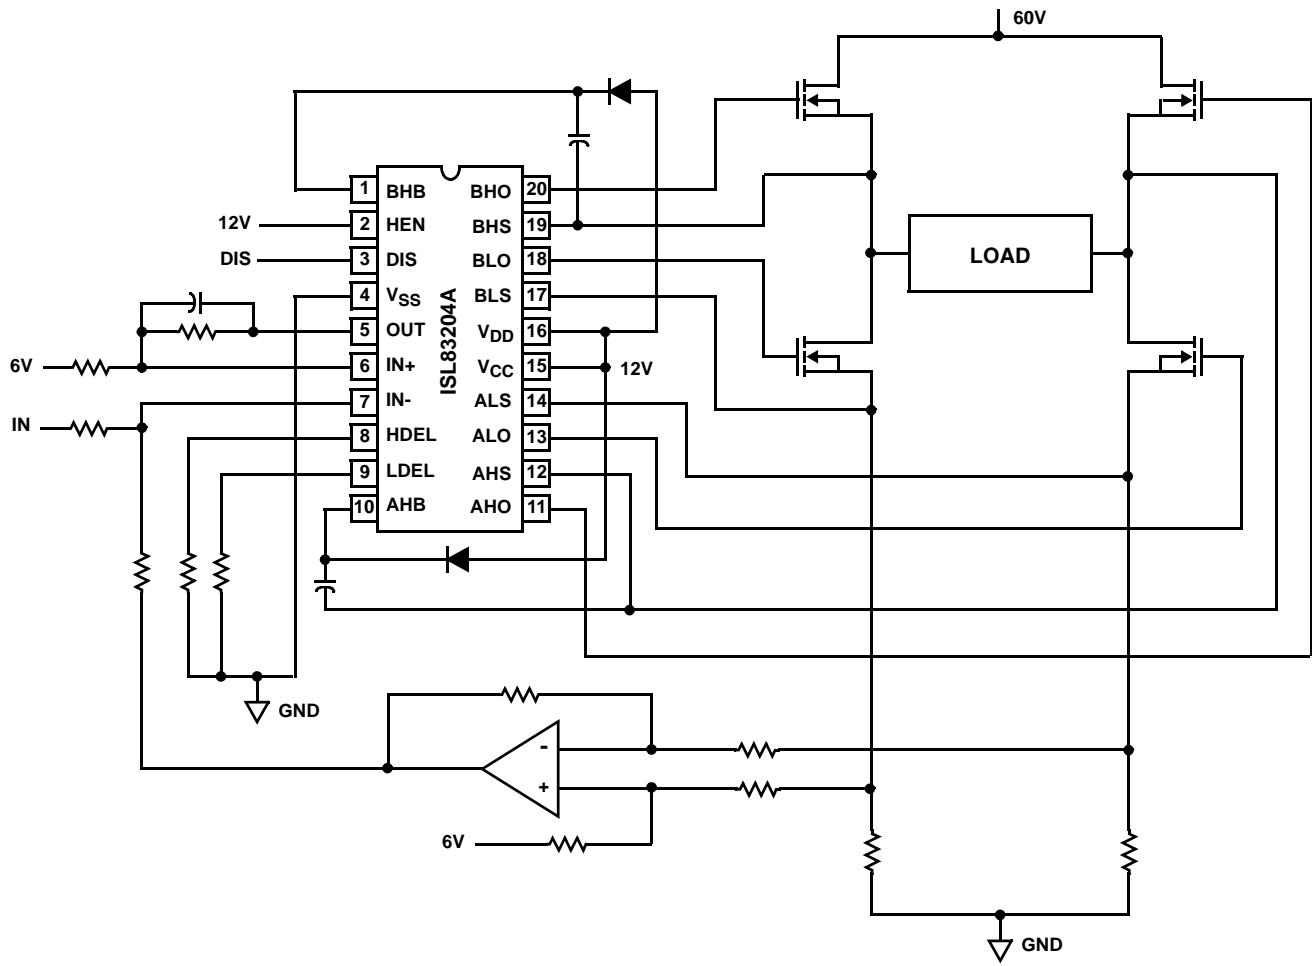 60V
1 BHB BHO 20
12V 2 HEN BHS 19
DIS 3 DIS BLO 18
4 VSS BLS 17
5 OUT VDD 16
6V 6 IN+ VCC 15 12V
IN 7 IN- ALS 14
8 HDEL ALO 13
9 LDEL AHS 12
10 AHB AHO 11
ISL83204A
LOAD
GND
-
+
6V
GND